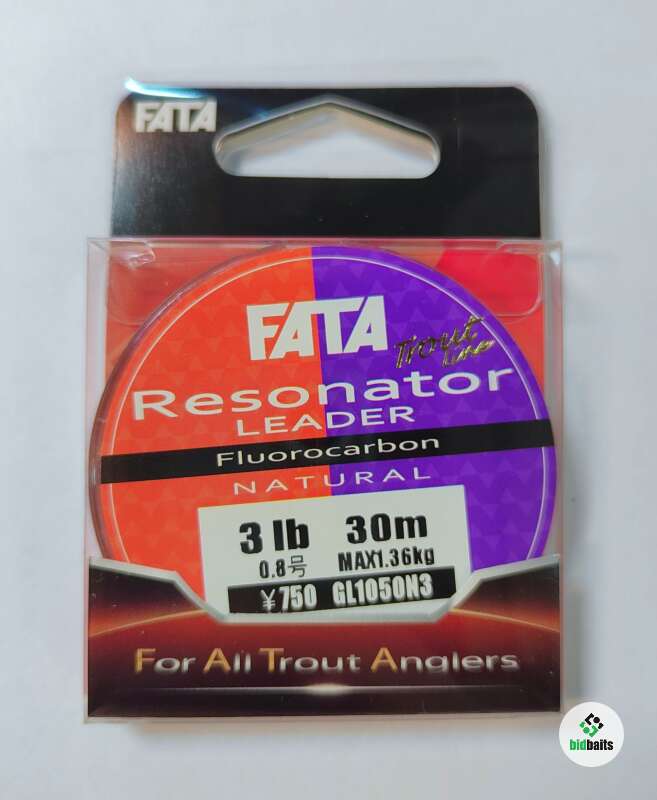 FATA
FATA
Trout
Line
Resonator
LEADER
Fluorocarbon
NATURAL
3 lb 30m
0.8号 MAX1.36kg
¥750 GL1050N3
For All Trout Anglers
bidbaits